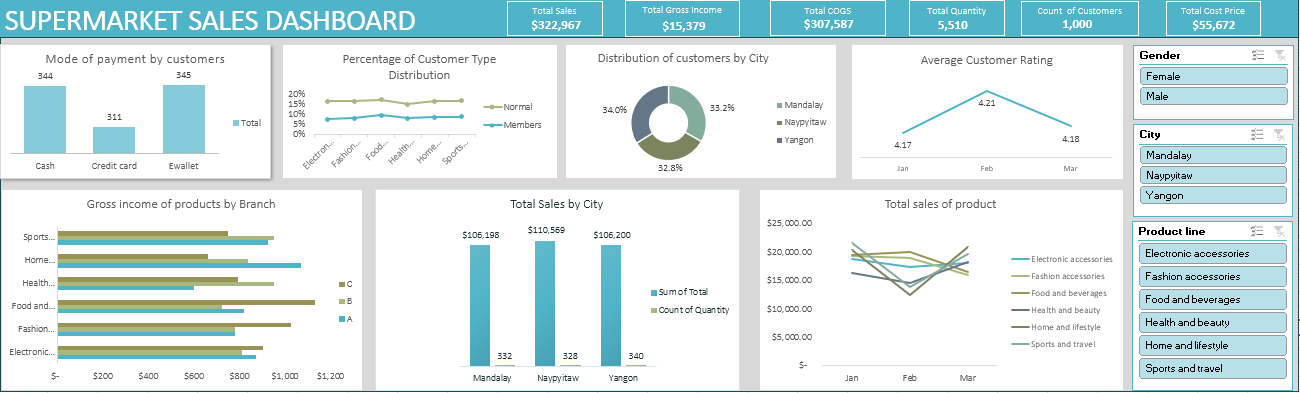 SUPERMARKET SALES DASHBOARD
Total Sales
$322,967
Total Gross Income
$15,379
Total COGS
$307,587
Total Quantity
5,510
Count of Customers
1,000
Total Cost Price
$55,672
Mode of payment by customers
344
311
345
Cash
Credit card
Ewallet
Total
Percentage of Customer Type
Distribution
20%
15%
10%
5%
0%
Electron...
Fashion...
Food...
Health...
Home...
Sports...
Normal
Members
Distribution of customers by City
34.0%
33.2%
32.8%
Mandalay
Naypyitaw
Yangon
Average Customer Rating
4.17
4.21
4.18
Jan
Feb
Mar
Gender
Female
Male
City
Mandalay
Naypyitaw
Yangon
Product line
Electronic accessories
Fashion accessories
Food and beverages
Health and beauty
Home and lifestyle
Sports and travel
Gross income of products by Branch
Sports...
Home...
Health...
Food and...
Fashion...
Electronic...
$-
$200
$400
$600
$800
$1,000
$1,200
C
B
A
Total Sales by City
$106,198
$110,569
$106,200
332
328
340
Mandalay
Naypyitaw
Yangon
Sum of Total
Count of Quantity
Total sales of product
$25,000.00
$20,000.00
$15,000.00
$10,000.00
$5,000.00
$-
Jan
Feb
Mar
Electronic accessories
Fashion accessories
Food and beverages
Health and beauty
Home and lifestyle
Sports and travel